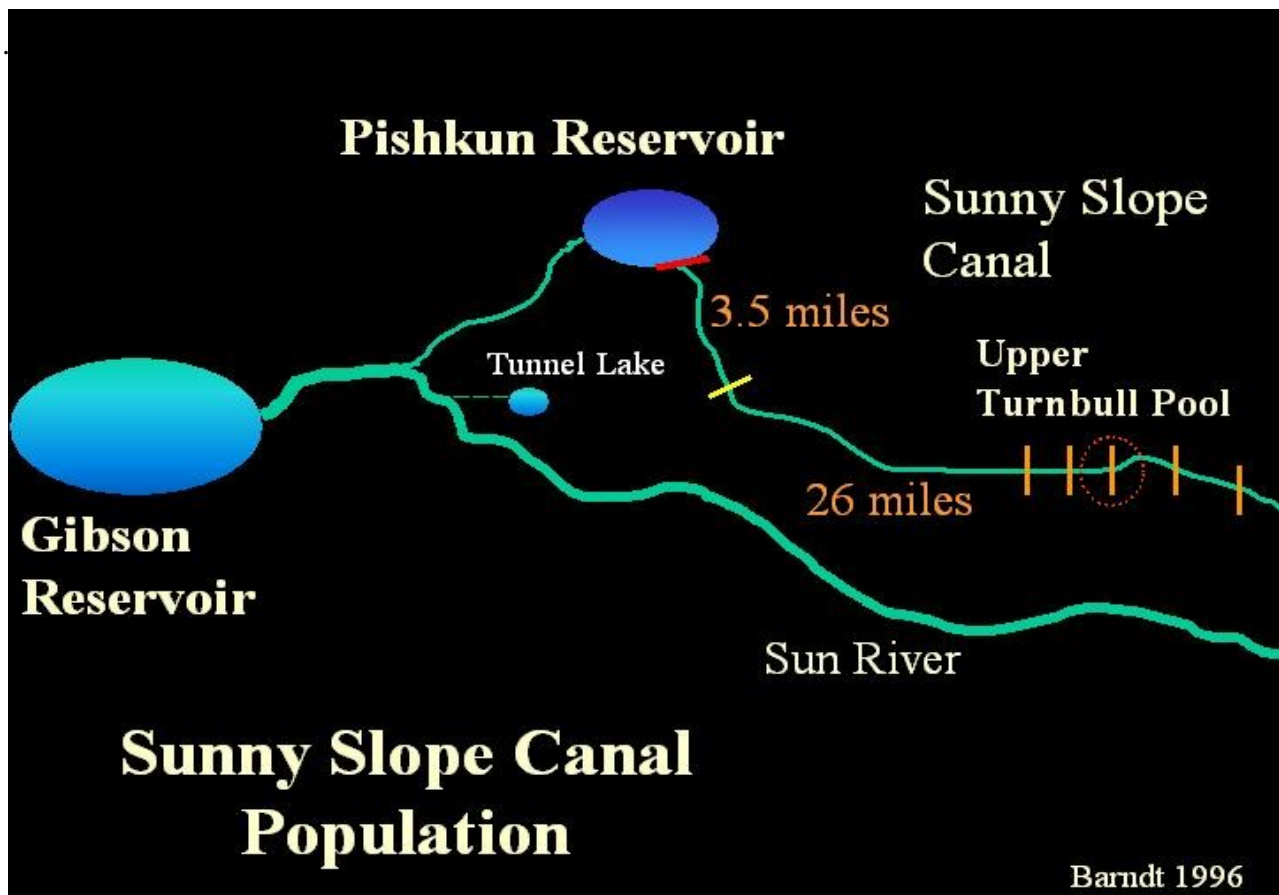 Pishkun Reservoir
Sunny Slope
Canal
3.5 miles
Tunnel Lake
Upper
Turnbull Pool
26 miles
Gibson
Reservoir
Sun River
Sunny Slope Canal
Population
Barndt 1996